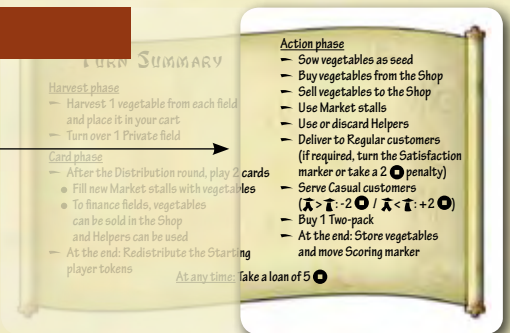 Turn Summary
Harvest phase
– Harvest 1 vegetable from each field
and place it in your cart
– Turn over 1 Private field
Card phase
– After the Distribution round, play 2 cards
• Fill new Market stalls with vegetables
• To finance fields, vegetables
can be sold in the Shop
and Helpers can be used
– At the end: Redistribute the Starting
player tokens
Action phase
– Sow vegetables as seed
– Buy vegetables from the Shop
– Sell vegetables to the Shop
– Use Market stalls
– Use or discard Helpers
– Deliver to Regular customers
(if required, turn the Satisfaction
marker or take a 2 penalty)
– Serve Casual customers
( > : -2 / < : +2 )
– Buy 1 Two-pack
– At the end: Store vegetables
and move Scoring marker
At any time: Take a loan of 5